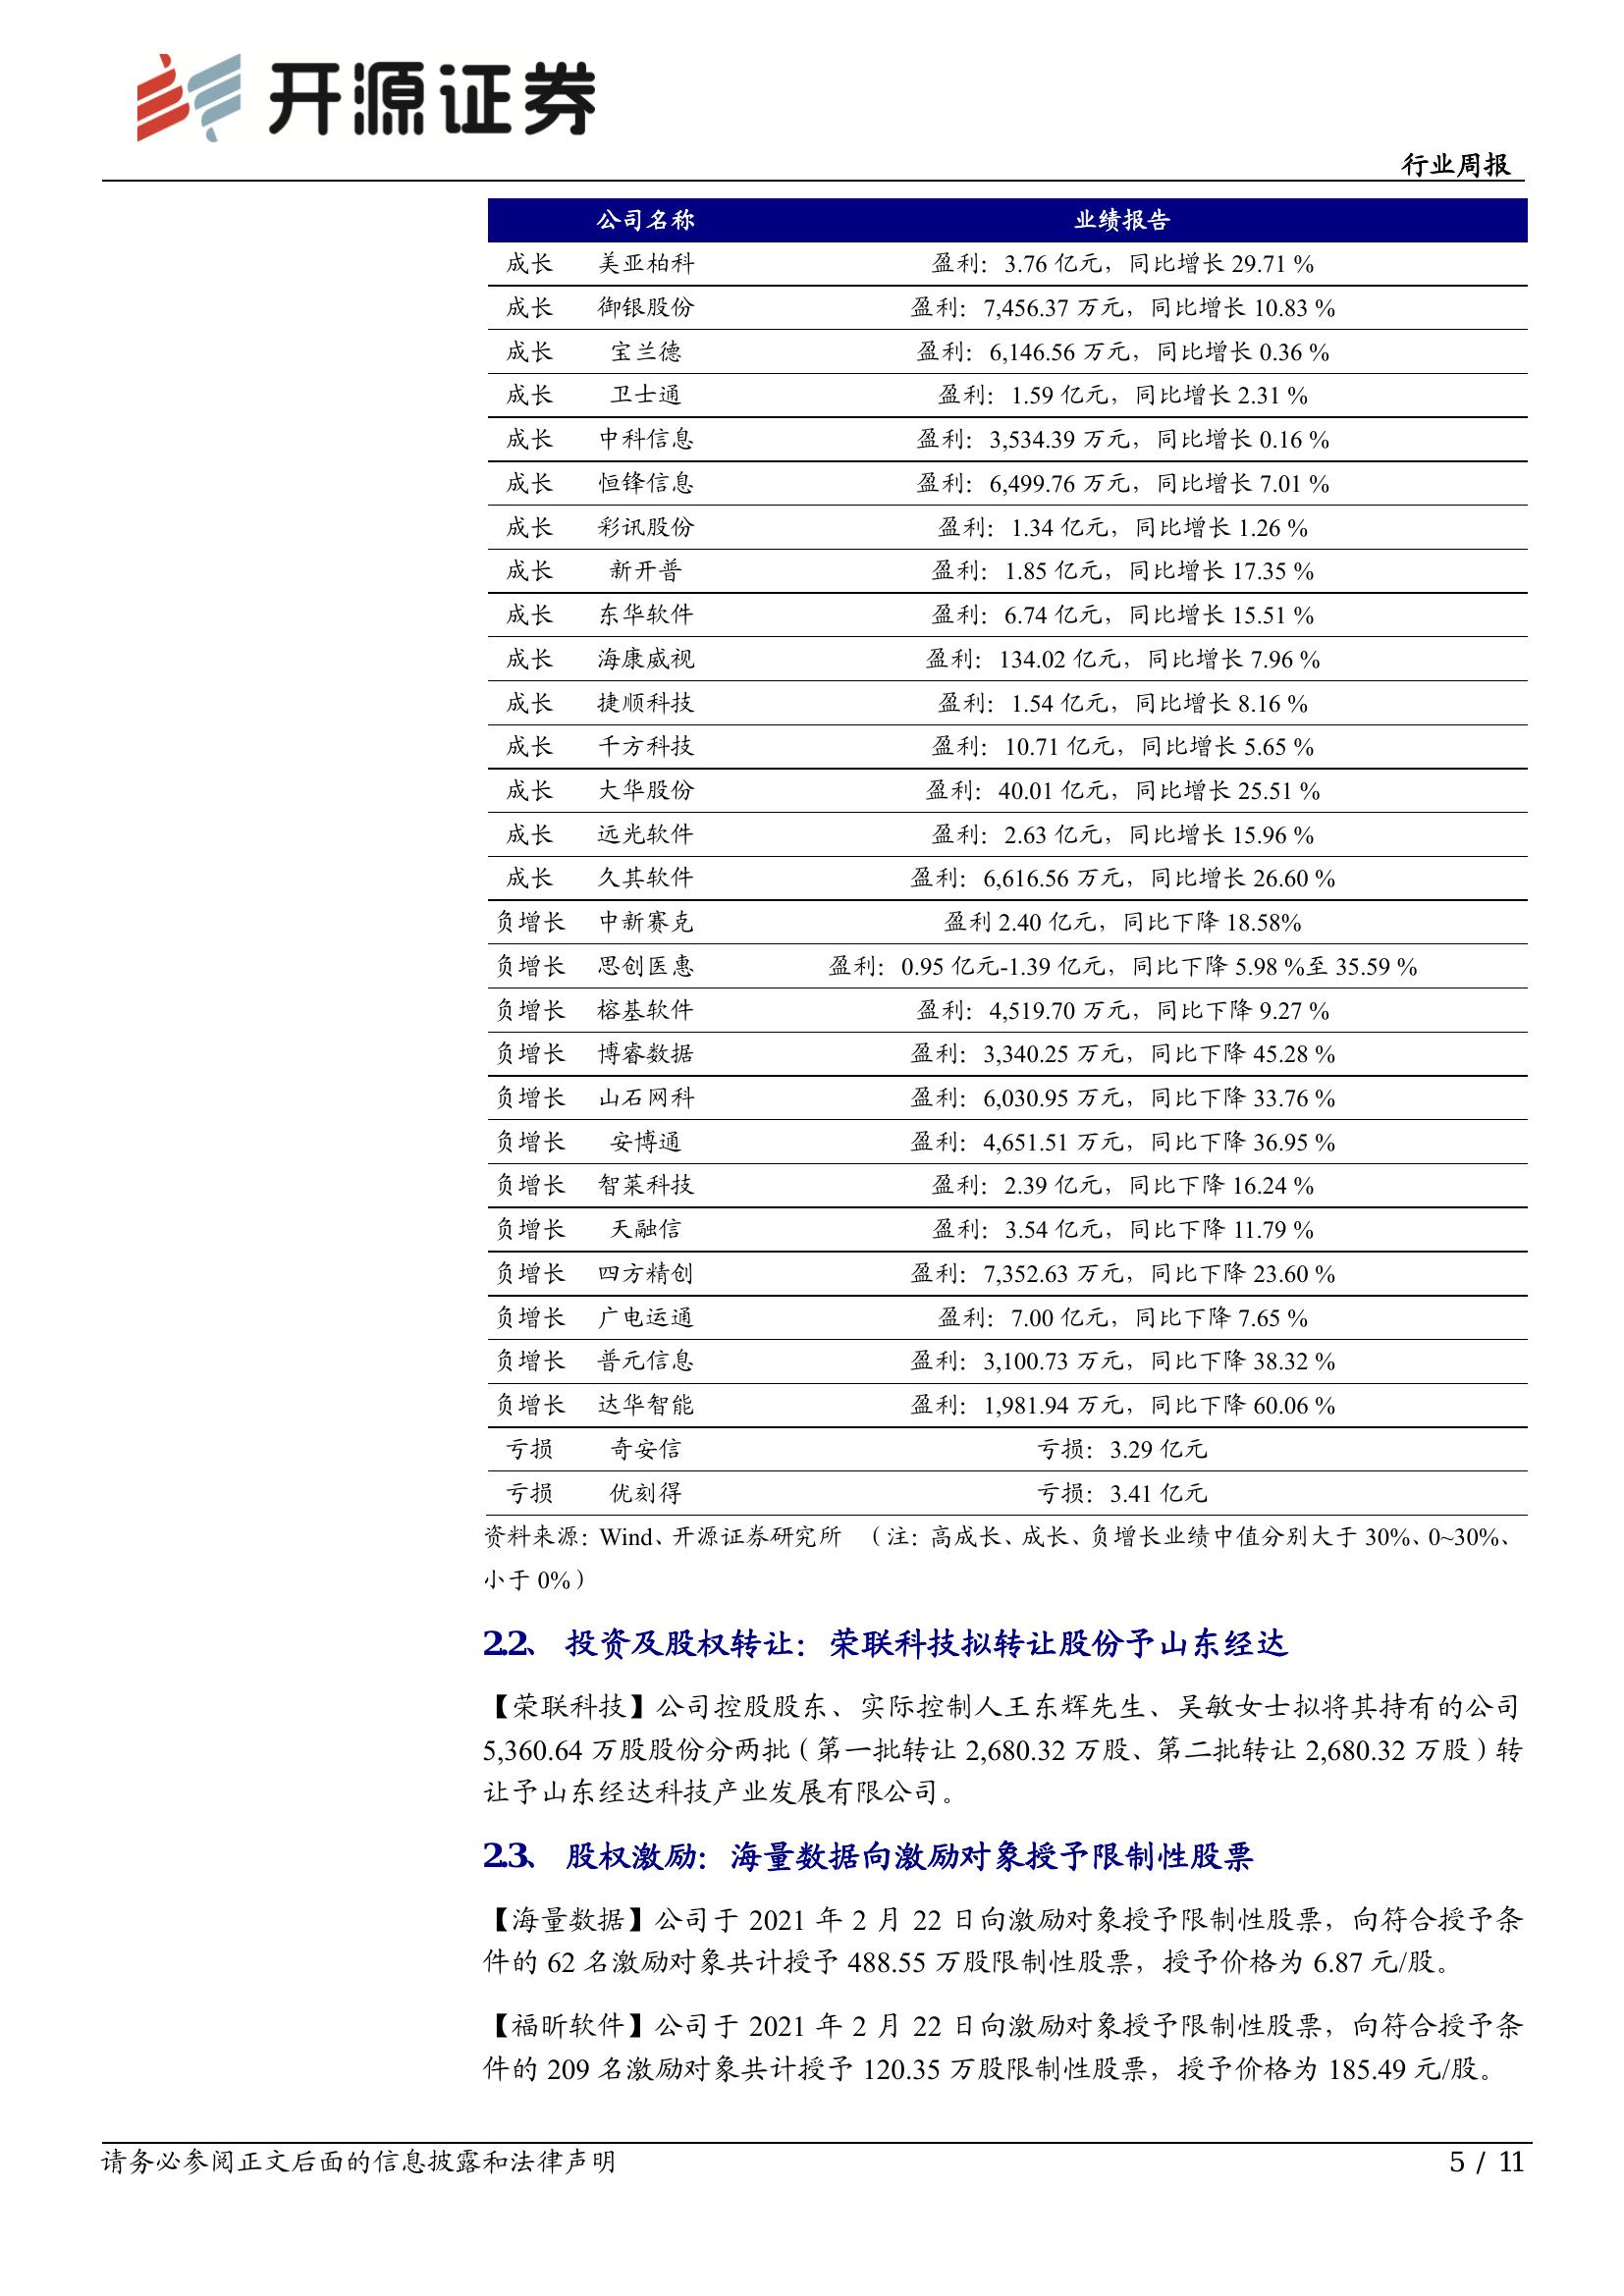 开源证券
行业周报
公司名称 业绩报告
成长 美亚柏科 盈利：3.76 亿元，同比增长 29.71 %
成长 御银股份 盈利：7,456.37 万元，同比增长 10.83 %
成长 宝兰德 盈利：6,146.56 万元，同比增长 0.36 %
成长 卫士通 盈利：1.59 亿元，同比增长 2.31 %
成长 中科信息 盈利：3,534.39 万元，同比增长 0.16 %
成长 恒锋信息 盈利：6,499.76 万元，同比增长 7.01 %
成长 彩讯股份 盈利：1.34 亿元，同比增长 1.26 %
成长 新开普 盈利：1.85 亿元，同比增长 17.35 %
成长 东华软件 盈利：6.74 亿元，同比增长 15.51 %
成长 海康威视 盈利：134.02 亿元，同比增长 7.96 %
成长 捷顺科技 盈利：1.54 亿元，同比增长 8.16 %
成长 千方科技 盈利：10.71 亿元，同比增长 5.65 %
成长 大华股份 盈利：40.01 亿元，同比增长 25.51 %
成长 远光软件 盈利：2.63 亿元，同比增长 15.96 %
成长 久其软件 盈利：6,616.56 万元，同比增长 26.60 %
负增长 中新赛克 盈利 2.40 亿元，同比下降 18.58%
负增长 思创医惠 盈利：0.95 亿元-1.39 亿元，同比下降 5.98 %至 35.59 %
负增长 榕基软件 盈利：4,519.70 万元，同比下降 9.27 %
负增长 博睿数据 盈利：3,340.25 万元，同比下降 45.28 %
负增长 山石网科 盈利：6,030.95 万元，同比下降 33.76 %
负增长 安博通 盈利：4,651.51 万元，同比下降 36.95 %
负增长 智莱科技 盈利：2.39 亿元，同比下降 16.24 %
负增长 天融信 盈利：3.54 亿元，同比下降 11.79 %
负增长 四方精创 盈利：7,352.63 万元，同比下降 23.60 %
负增长 广电运通 盈利：7.00 亿元，同比下降 7.65 %
负增长 普元信息 盈利：3,100.73 万元，同比下降 38.32 %
负增长 达华智能 盈利：1,981.94 万元，同比下降 60.06 %
亏损 奇安信 亏损：3.29 亿元
亏损 优刻得 亏损：3.41 亿元
资料来源：Wind、开源证券研究所 （注：高成长、成长、负增长业绩中值分别大于 30%、0~30%、
小于 0%）
2.2、 投资及股权转让：荣联科技拟转让股份予山东经达
【荣联科技】公司控股股东、实际控制人王东辉先生、吴敏女士拟将其持有的公司
5,360.64 万股股份分两批（第一批转让 2,680.32 万股、第二批转让 2,680.32 万股）转
让予山东经达科技产业发展有限公司。
2.3、 股权激励：海量数据向激励对象授予限制性股票
【海量数据】公司于 2021 年 2 月 22 日向激励对象授予限制性股票，向符合授予条
件的 62 名激励对象共计授予 488.55 万股限制性股票，授予价格为 6.87 元/股。
【福昕软件】公司于 2021 年 2 月 22 日向激励对象授予限制性股票，向符合授予条
件的 209 名激励对象共计授予 120.35 万股限制性股票，授予价格为 185.49 元/股。
请务必参阅正文后面的信息披露和法律声明 5 / 11